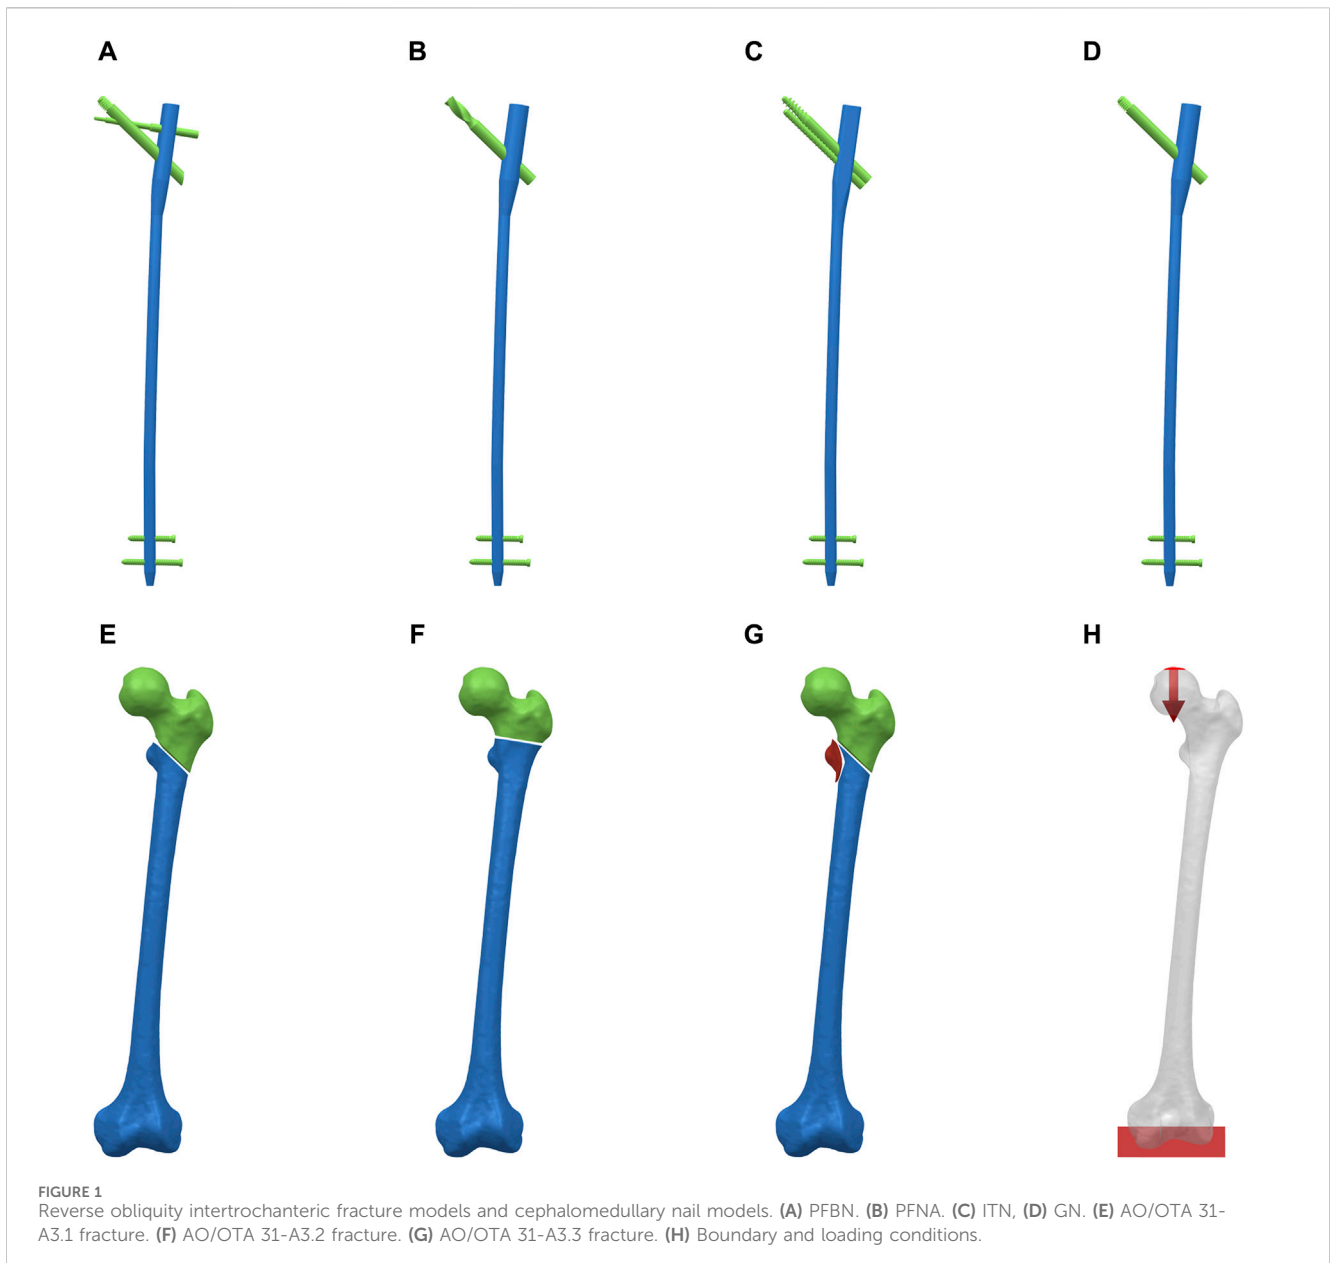 A
B
C
D
E
F
G
H
FIGURE 1
Reverse obliquity intertrochanteric fracture models and cephalomedullary nail models. (A) PFBN. (B) PFNA. (C) ITN, (D) GN. (E) AO/OTA 31-
A3.1 fracture. (F) AO/OTA 31-A3.2 fracture. (G) AO/OTA 31-A3.3 fracture. (H) Boundary and loading conditions.